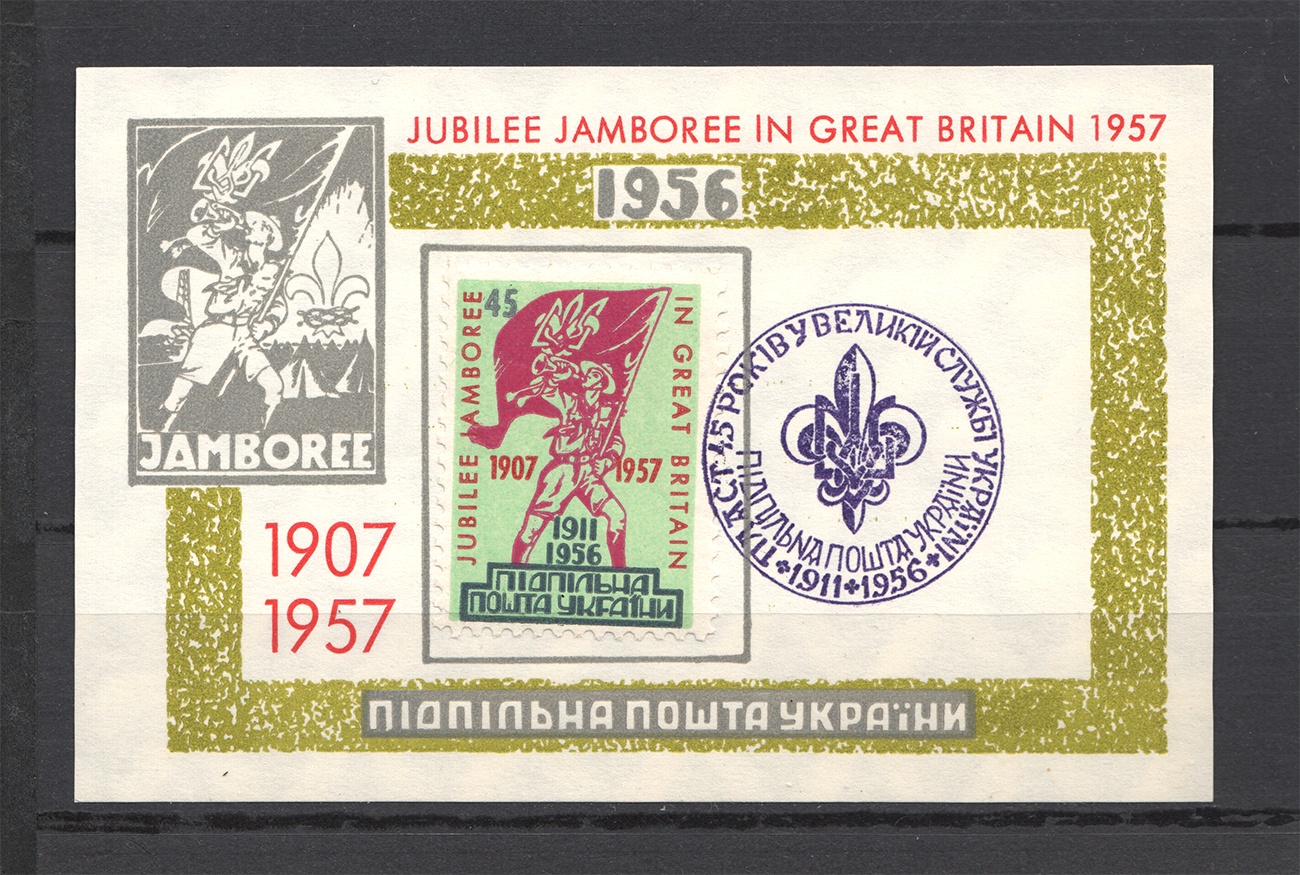 JUBILEE JAMBOREE IN GREAT BRITAIN 1957
1956
JAMBOREE
1907
1957
45
JUBILEE JAMBOREE
IN GREAT BRITAIN
1907 1957
1911
1956
ПІДПІЛЬНА
ПОШТА УКРАЇНИ
ПЛАСТ 45 РОКІВ У ВЕЛИКІЙ СЛУЖБІ УКРАЇНІ
ПІДПІЛЬНА ПОШТА УКРАЇНИ
1911 1956
ПІДПІЛЬНА ПОШТА УКРАЇНИ